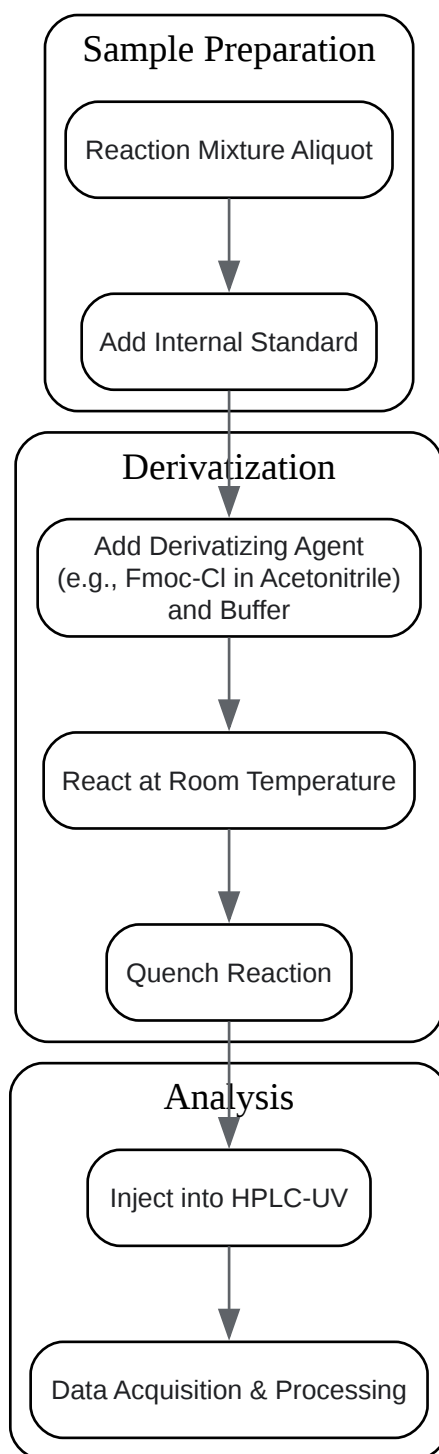 Sample Preparation
Reaction Mixture Aliquot
Add Internal Standard
Derivatization
Add Derivatizing Agent
(e.g., Fmoc-Cl in Acetonitrile)
and Buffer
React at Room Temperature
Quench Reaction
Analysis
Inject into HPLC-UV
Data Acquisition & Processing